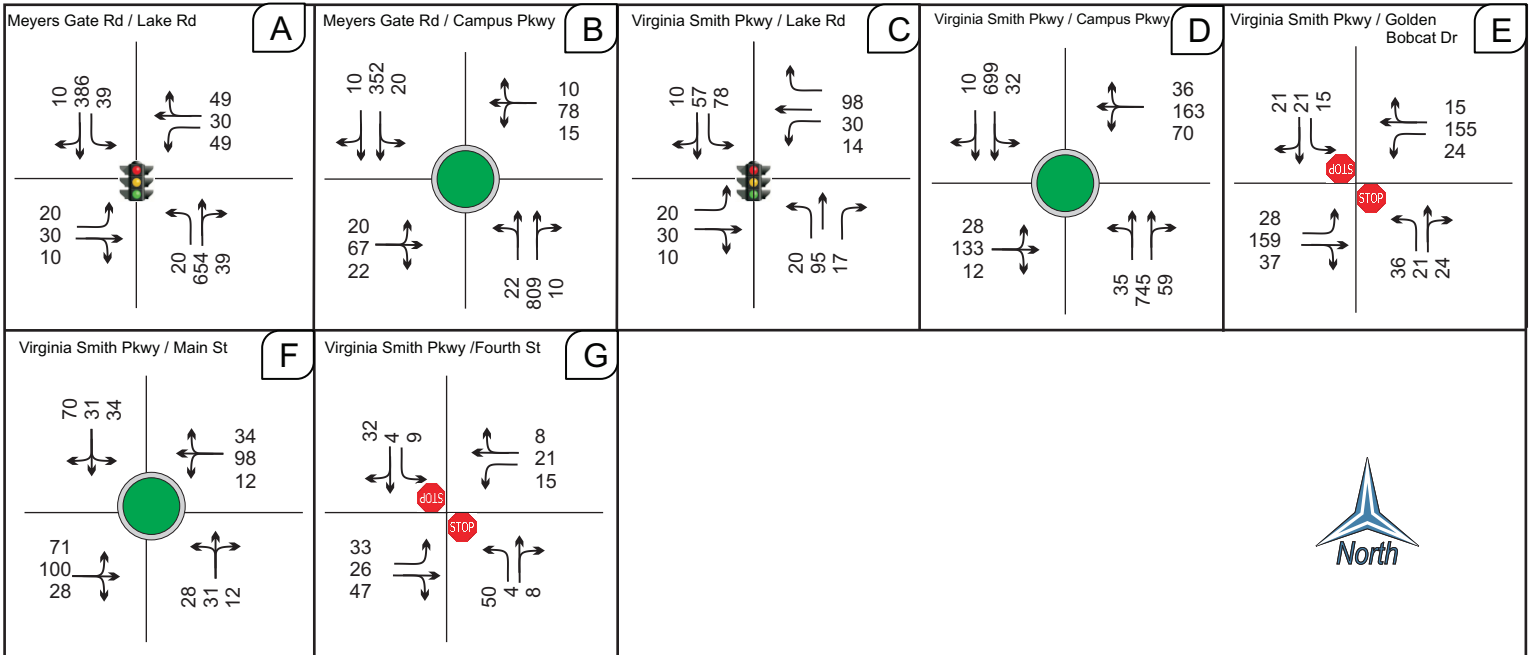 Meyers Gate Rd / Lake Rd
A
10 386 39
49
30
49
20
30
10
20 654 39
Meyers Gate Rd / Campus Pkwy
B
10 352 20
10
78
15
20
67
22
22 809 10
Virginia Smith Pkwy / Lake Rd
C
10 57 78
98
30
14
20
30
10
20 95 17
Virginia Smith Pkwy / Campus Pkwy
D
10 699 32
36
163
70
28
133
12
35 745 59
Virginia Smith Pkwy / Golden
Bobcat Dr
E
21 21 15
15
155
24
STOP
STOP
28
159
37
36 21 24
Virginia Smith Pkwy / Main St
F
70 31 34
34
98
12
71
100
28
28 31 12
Virginia Smith Pkwy /Fourth St
G
32 4 9
8
21
15
STOP
STOP
33
26
47
50 4 8
North